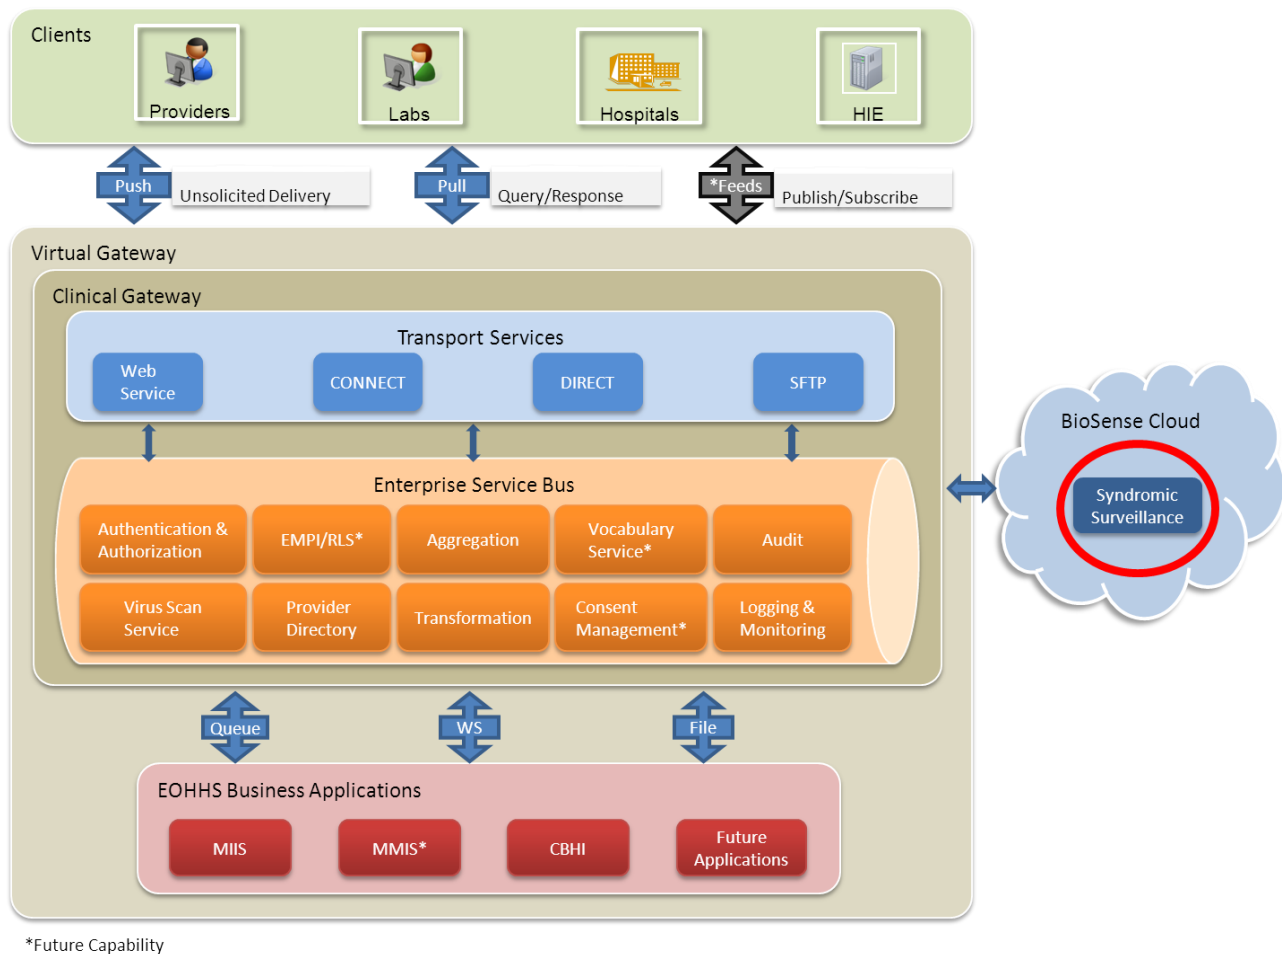 Clients
Providers
Labs
Hospitals
HIE
Push
Unsolicited Delivery
Pull
Query/Response
*Feeds
Publish/Subscribe
Virtual Gateway
Clinical Gateway
Transport Services
Web
Service
CONNECT
DIRECT
SFTP
Enterprise Service Bus
Authentication &
Authorization
EMPI/RLS*
Aggregation
Vocabulary
Service*
Audit
Virus Scan
Service
Provider
Directory
Transformation
Consent
Management*
Logging &
Monitoring
BioSense Cloud
Syndromic
Surveillance
Queue
WS
File
EOHHS Business Applications
MIIS
MMIS*
CBHI
Future
Applications
*Future Capability